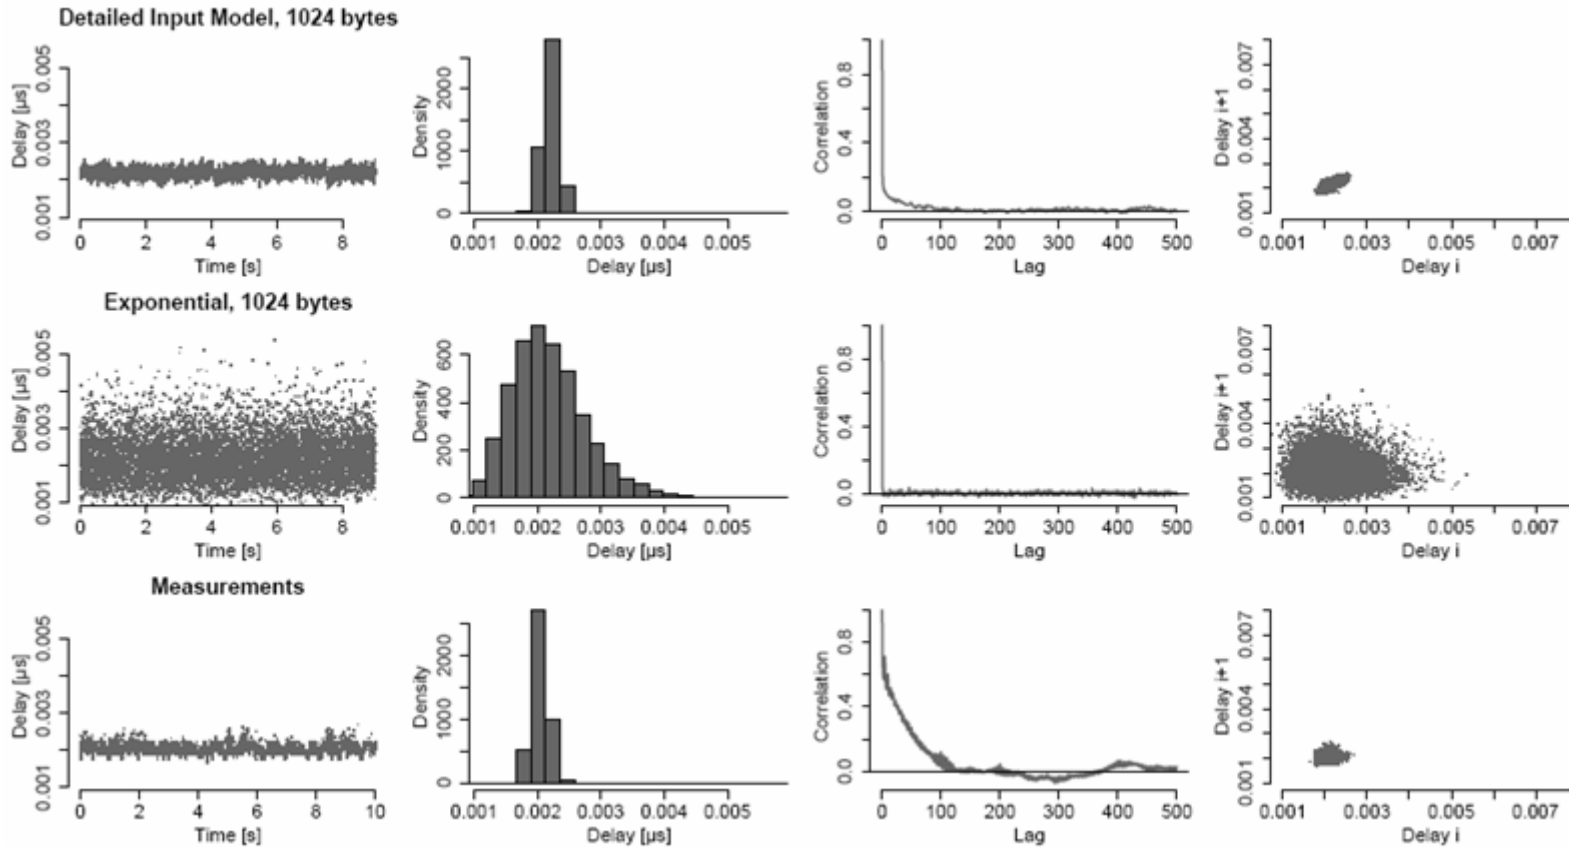 Detailed Input Model, 1024 bytes
Delay [µs]
0.001 0.003 0.005
0 2 4 6 8
Time [s]
Density
0 1000 2000
0.001 0.002 0.003 0.004 0.005
Delay [µs]
Correlation
0.0 0.4 0.8
0 100 200 300 400 500
Lag
Delay i+1
0.001 0.004 0.007
0.001 0.003 0.005 0.007
Delay i
Exponential, 1024 bytes
Delay [µs]
0.001 0.003 0.005
0 2 4 6 8
Time [s]
Density
0 200 400 600
0.001 0.002 0.003 0.004 0.005
Delay [µs]
Correlation
0.0 0.4 0.8
0 100 200 300 400 500
Lag
Delay i+1
0.001 0.004 0.007
0.001 0.003 0.005 0.007
Delay i
Measurements
Delay [µs]
0.001 0.003 0.005
0 2 4 6 8 10
Time [s]
Density
0 1000 2000
0.001 0.002 0.003 0.004 0.005
Delay [µs]
Correlation
0.0 0.4 0.8
0 100 200 300 400 500
Lag
Delay i+1
0.001 0.004 0.007
0.001 0.003 0.005 0.007
Delay i